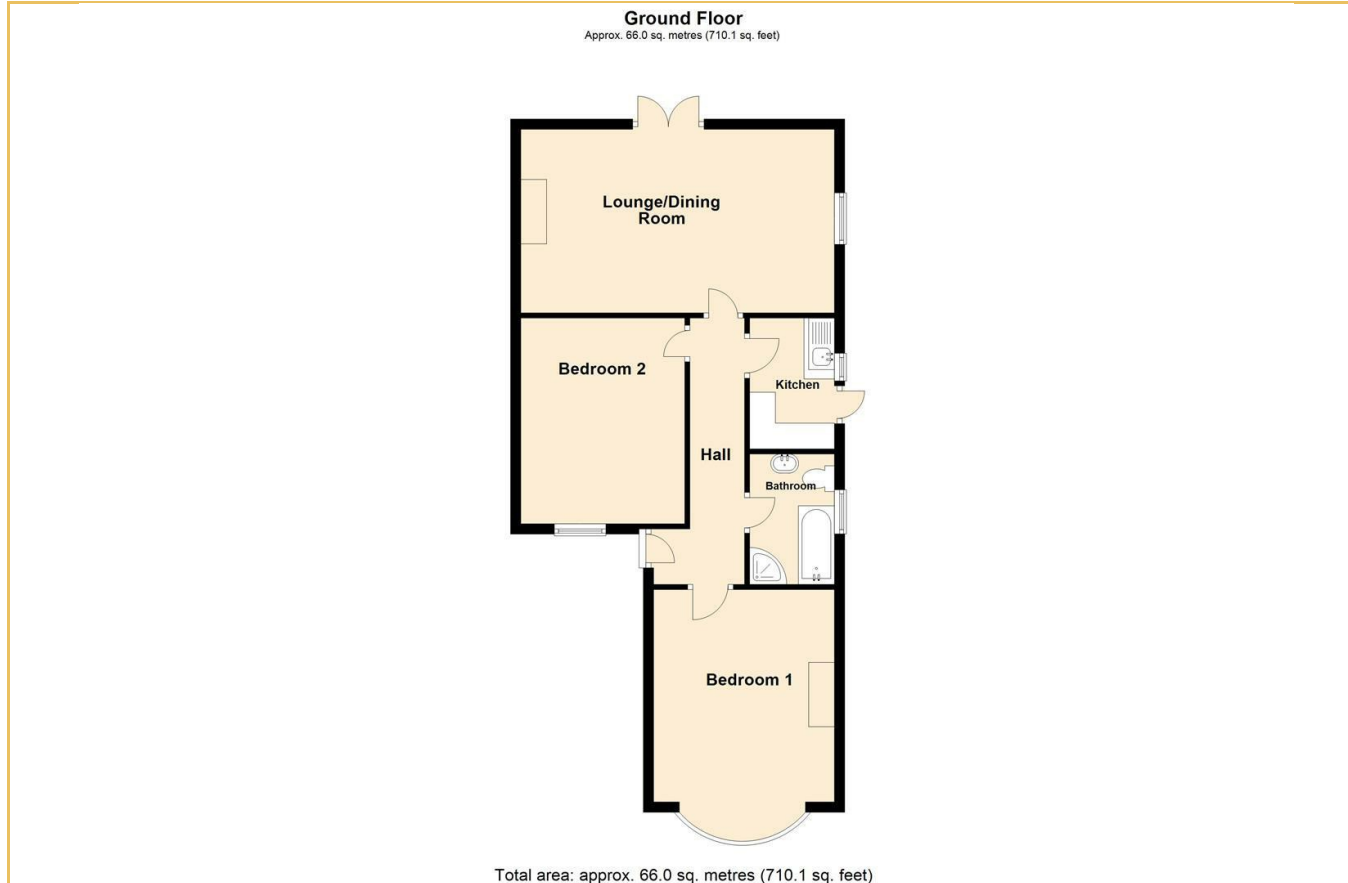 Ground Floor
Approx. 66.0 sq. metres (710.1 sq. feet)
Lounge/Dining
Room
Bedroom 2
Kitchen
Hall
Bathroom
Bedroom 1
Total area: approx. 66.0 sq. metres (710.1 sq. feet)